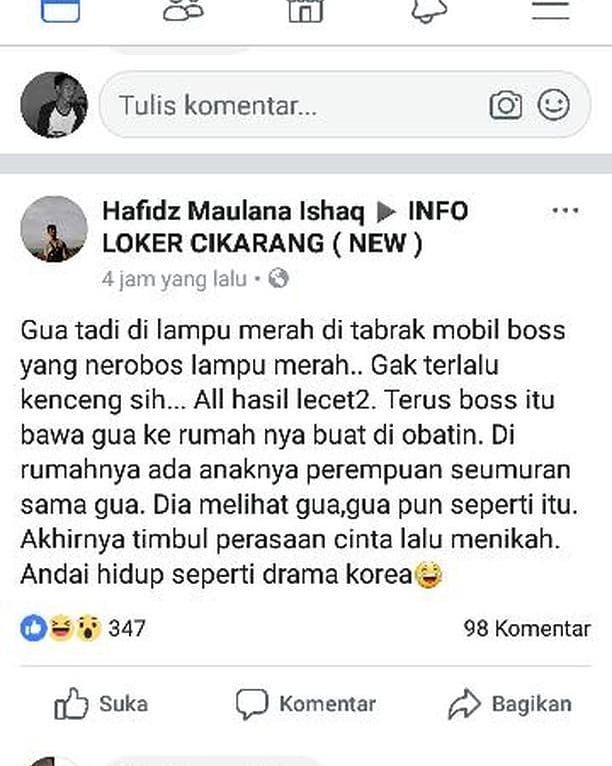 Tulis komentar...
Hafidz Maulana Ishaq ▶ INFO
LOKER CIKARANG ( NEW )
4 jam yang lalu •
Gua tadi di lampu merah di tabrak mobil boss
yang nerobos lampu merah.. Gak terlalu
kenceng sih... All hasil lecet2. Terus boss itu
bawa gua ke rumah nya buat di obatin. Di
rumahnya ada anaknya perempuan seumuran
sama gua. Dia melihat gua,gua pun seperti itu.
Akhirnya timbul perasaan cinta lalu menikah.
Andai hidup seperti drama korea😂
347 98 Komentar
Suka Komentar Bagikan